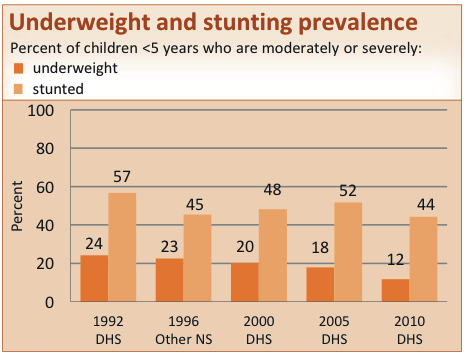 Underweight and stunting prevalence
Percent of children <5 years who are moderately or severely:
underweight
stunted
Percent
100
80
60
40
20
0
24
57
23
45
20
48
18
52
12
44
1992
DHS
1996
Other NS
2000
DHS
2005
DHS
2010
DHS